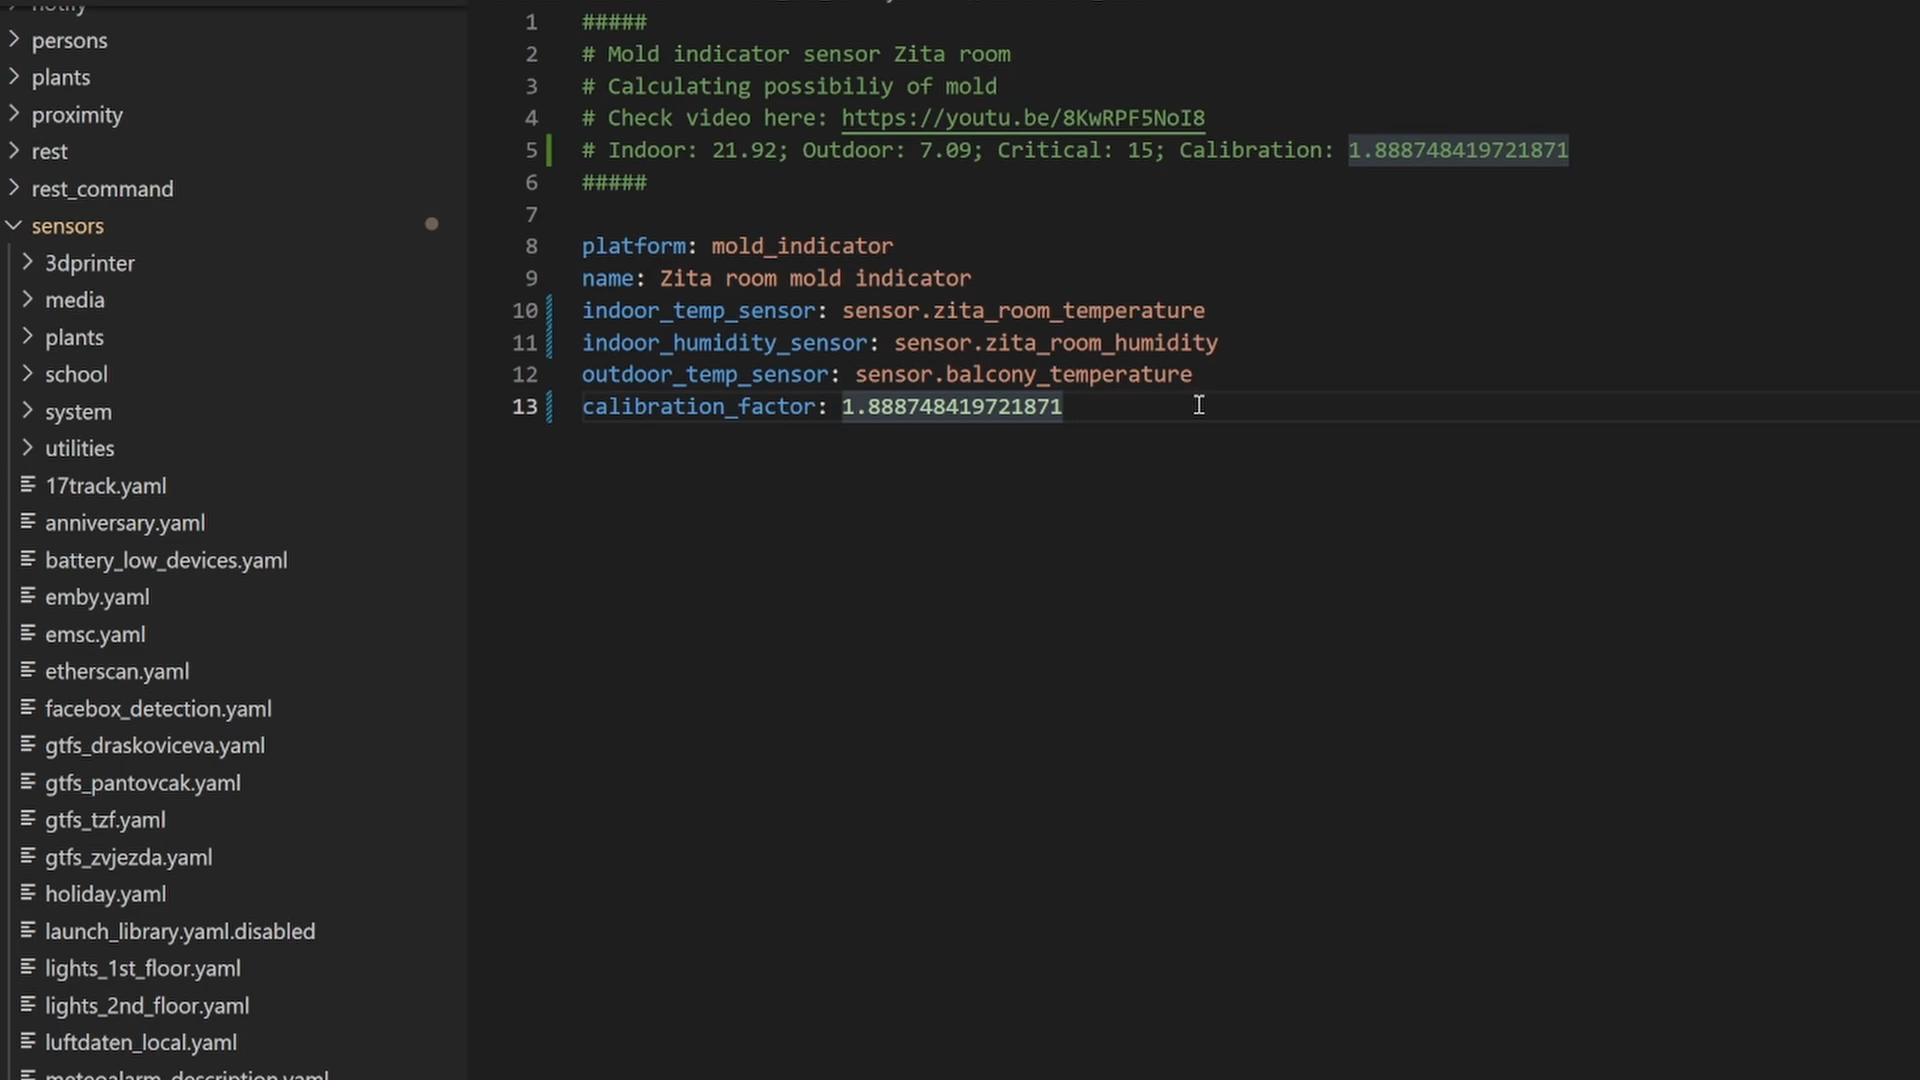 notify
persons
plants
proximity
rest
rest_command
sensors
3dprinter
media
plants
school
system
utilities
17track.yaml
anniversary.yaml
battery_low_devices.yaml
emby.yaml
emsc.yaml
etherscan.yaml
facebox_detection.yaml
gtfs_draskoviceva.yaml
gtfs_pantovcak.yaml
gtfs_tzf.yaml
gtfs_zvjezda.yaml
holiday.yaml
launch_library.yaml.disabled
lights_1st_floor.yaml
lights_2nd_floor.yaml
luftdaten_local.yaml
meteoalarm_description.yaml
1 #####
2 # Mold indicator sensor Zita room
3 # Calculating possibiliy of mold
4 # Check video here: https://youtu.be/8KwRPF5NoI8
5 # Indoor: 21.92; Outdoor: 7.09; Critical: 15; Calibration: 1.888748419721871
6 #####
7
8 platform: mold_indicator
9 name: Zita room mold indicator
10 indoor_temp_sensor: sensor.zita_room_temperature
11 indoor_humidity_sensor: sensor.zita_room_humidity
12 outdoor_temp_sensor: sensor.balcony_temperature
13 calibration_factor: 1.888748419721871